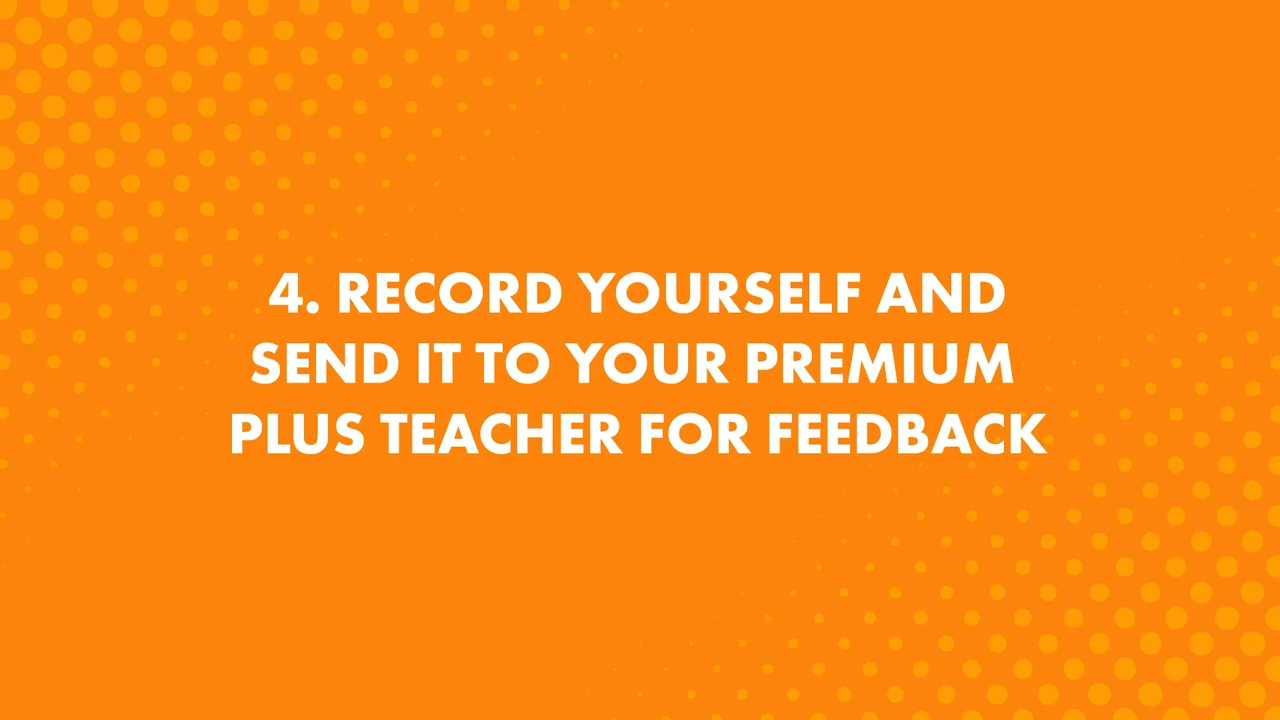 4. RECORD YOURSELF AND
SEND IT TO YOUR PREMIUM
PLUS TEACHER FOR FEEDBACK